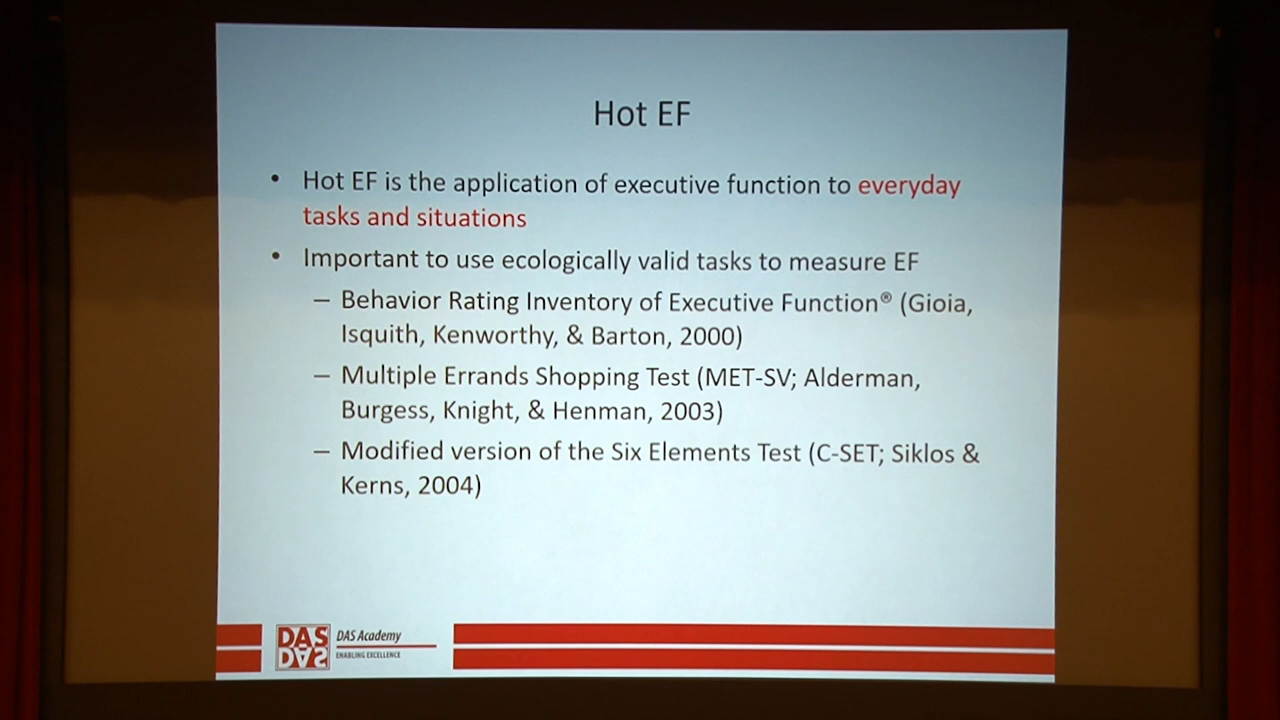 Hot EF
• Hot EF is the application of executive function to everyday
tasks and situations
• Important to use ecologically valid tasks to measure EF
– Behavior Rating Inventory of Executive Function® (Gioia,
Isquith, Kenworthy, & Barton, 2000)
– Multiple Errands Shopping Test (MET-SV; Alderman,
Burgess, Knight, & Henman, 2003)
– Modified version of the Six Elements Test (C-SET; Siklos &
Kerns, 2004)
DAS
DAS
DAS Academy
ENABLING EXCELLENCE